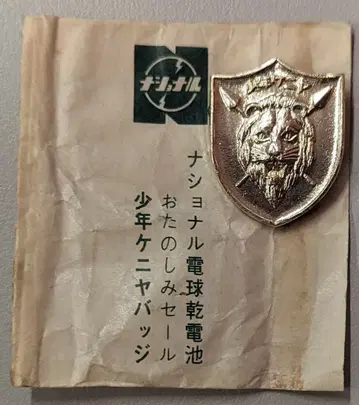 ナショナル
ナショナル電球乾電池
おたのしみセール
少年ケニヤバッジ